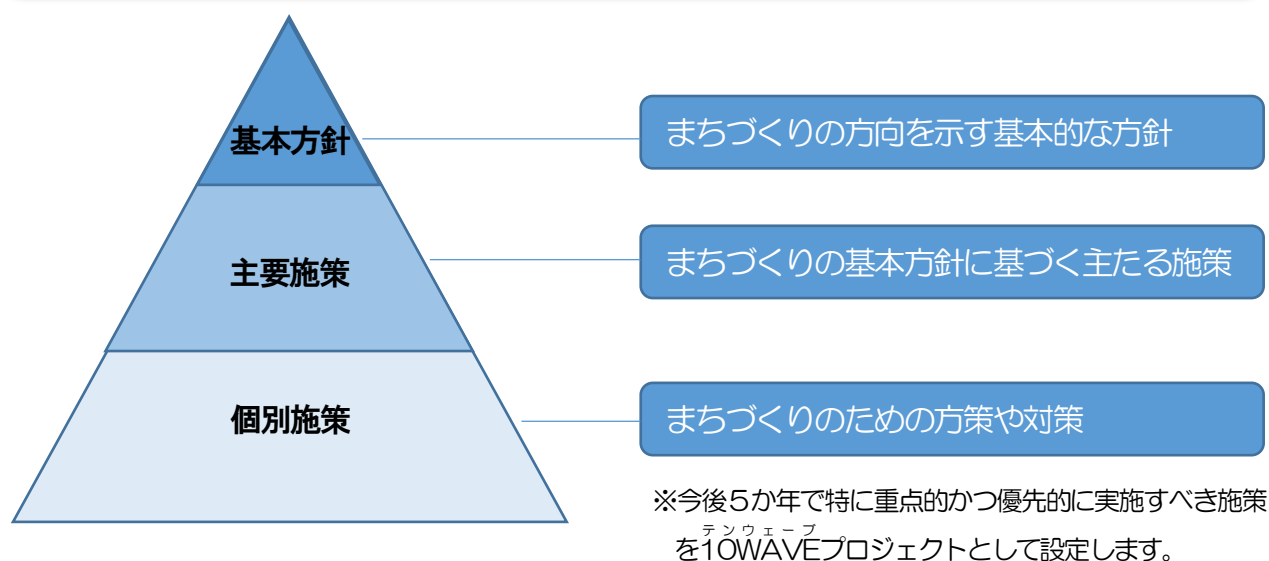 基本方針
まちづくりの方向を示す基本的な方針
主要施策
まちづくりの基本方針に基づく主たる施策
個別施策
まちづくりのための方策や対策
※今後５か年で特に重点的かつ優先的に実施すべき施策
テンウェーブ
を10WAVEプロジェクトとして設定します。